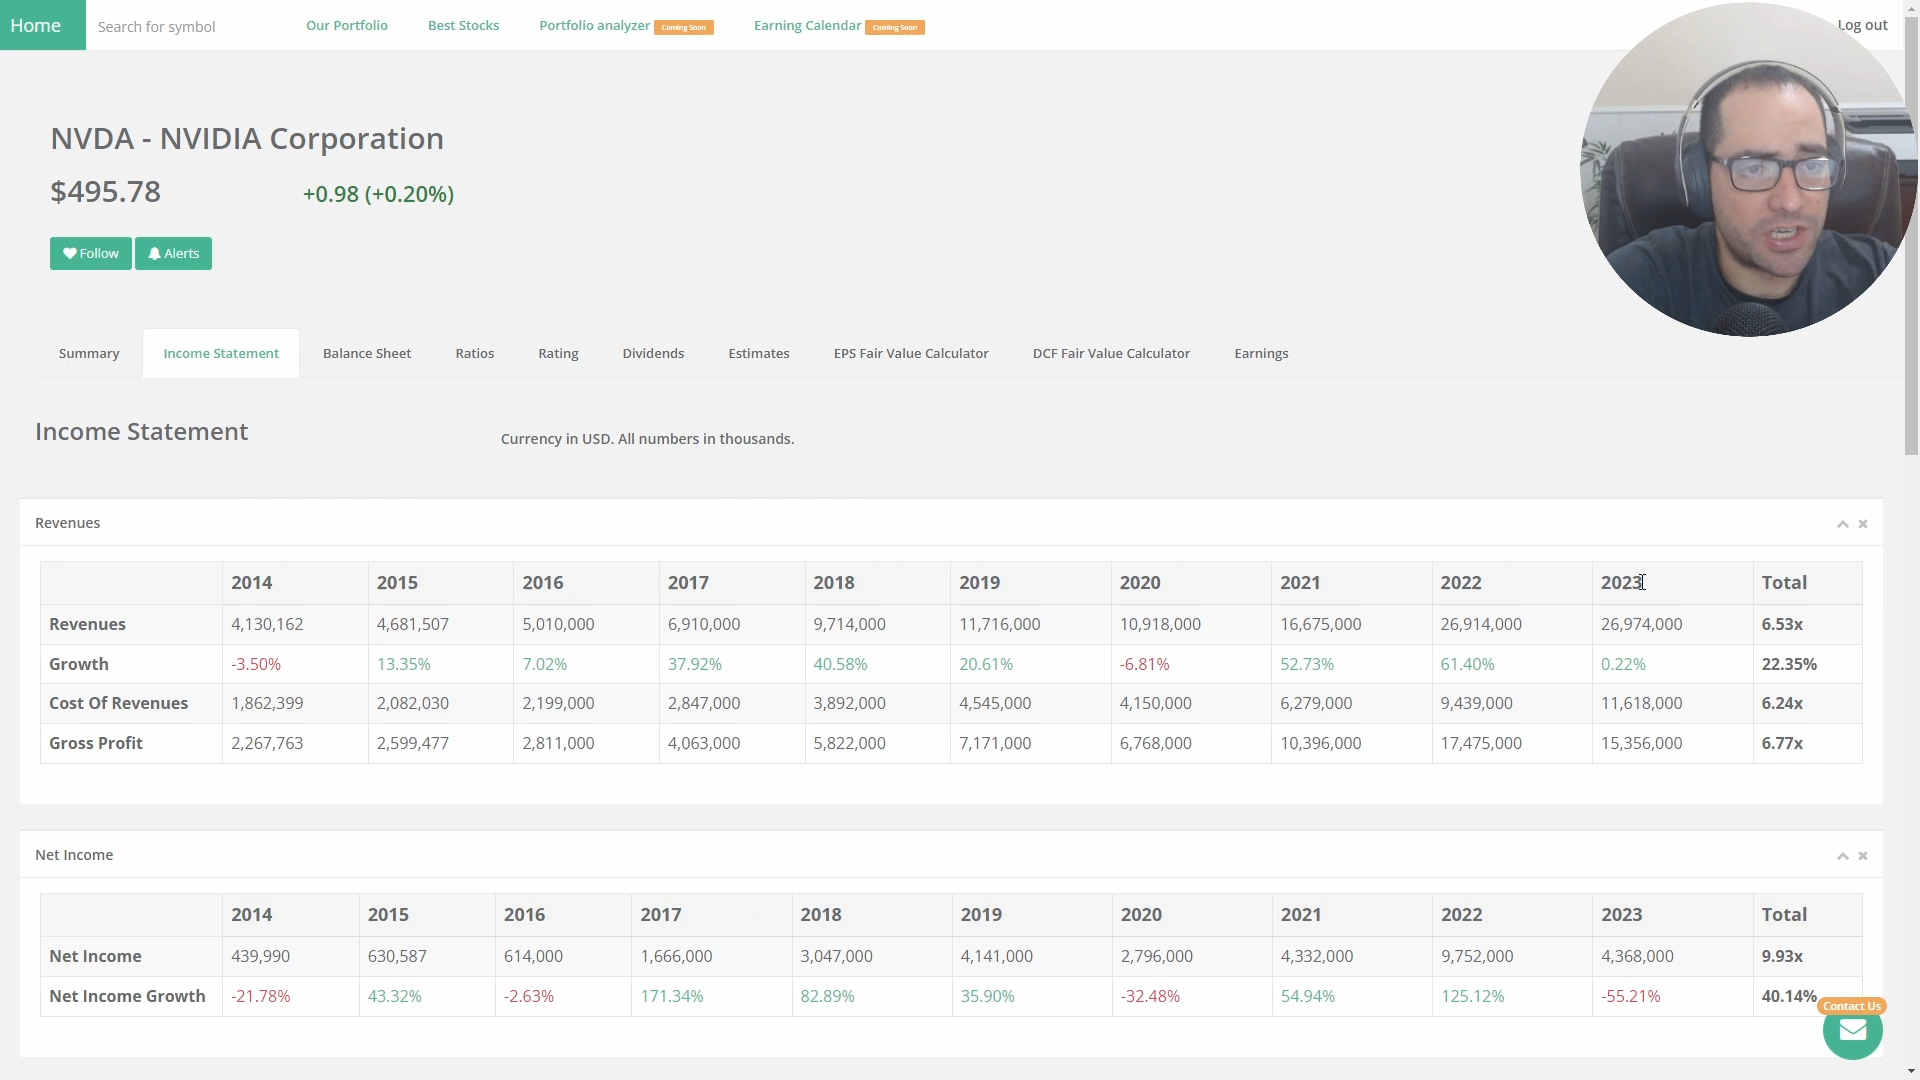 Home Search for symbol Our Portfolio Best Stocks Portfolio analyzer Coming Soon Earning Calendar Coming Soon Log out
NVDA - NVIDIA Corporation
$495.78 +0.98 (+0.20%)
Follow Alerts
Summary Income Statement Balance Sheet Ratios Rating Dividends Estimates EPS Fair Value Calculator DCF Fair Value Calculator Earnings
Income Statement Currency in USD. All numbers in thousands.
Revenues
2014 2015 2016 2017 2018 2019 2020 2021 2022 2023 Total
Revenues 4,130,162 4,681,507 5,010,000 6,910,000 9,714,000 11,716,000 10,918,000 16,675,000 26,914,000 26,974,000 6.53x
Growth -3.50% 13.35% 7.02% 37.92% 40.58% 20.61% -6.81% 52.73% 61.40% 0.22% 22.35%
Cost Of Revenues 1,862,399 2,082,030 2,199,000 2,847,000 3,892,000 4,545,000 4,150,000 6,279,000 9,439,000 11,618,000 6.24x
Gross Profit 2,267,763 2,599,477 2,811,000 4,063,000 5,822,000 7,171,000 6,768,000 10,396,000 17,475,000 15,356,000 6.77x
Net Income
2014 2015 2016 2017 2018 2019 2020 2021 2022 2023 Total
Net Income 439,990 630,587 614,000 1,666,000 3,047,000 4,141,000 2,796,000 4,332,000 9,752,000 4,368,000 9.93x
Net Income Growth -21.78% 43.32% -2.63% 171.34% 82.89% 35.90% -32.48% 54.94% 125.12% -55.21% 40.14%
Contact Us